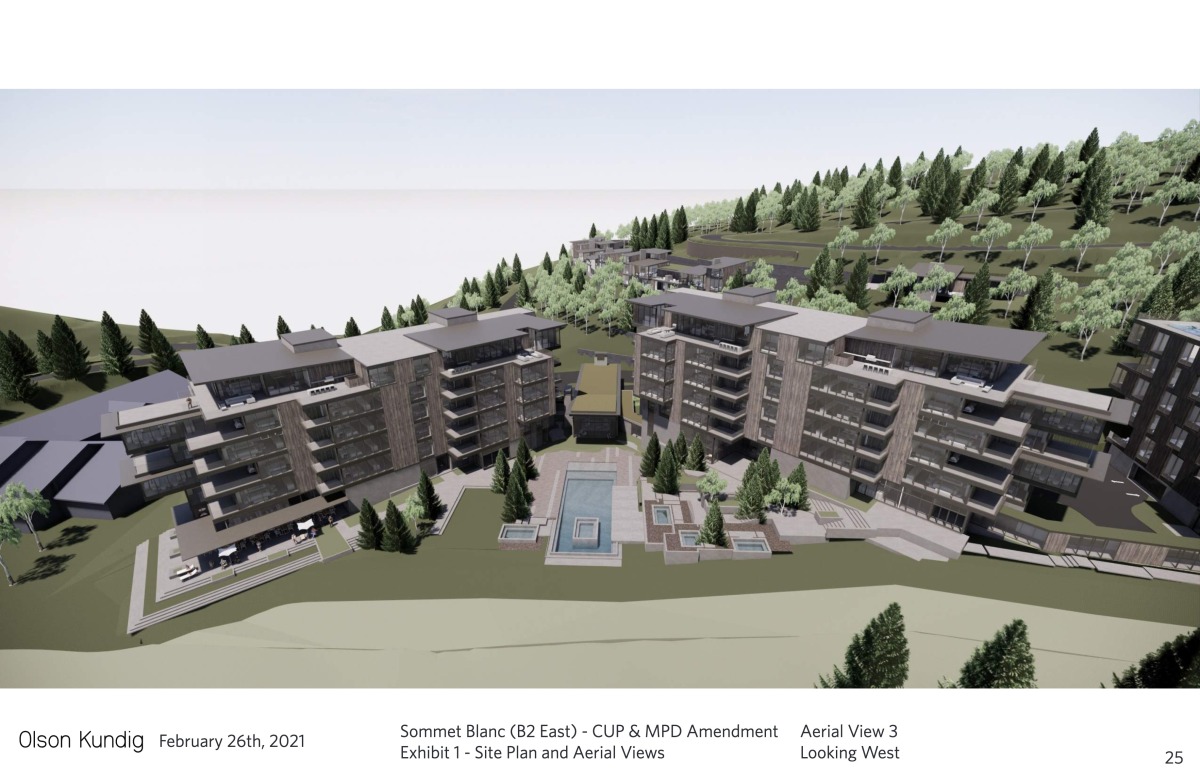 Olson Kundig February 26th, 2021
Sommet Blanc (B2 East) - CUP & MPD Amendment
Exhibit 1 - Site Plan and Aerial Views
Aerial View 3
Looking West
25